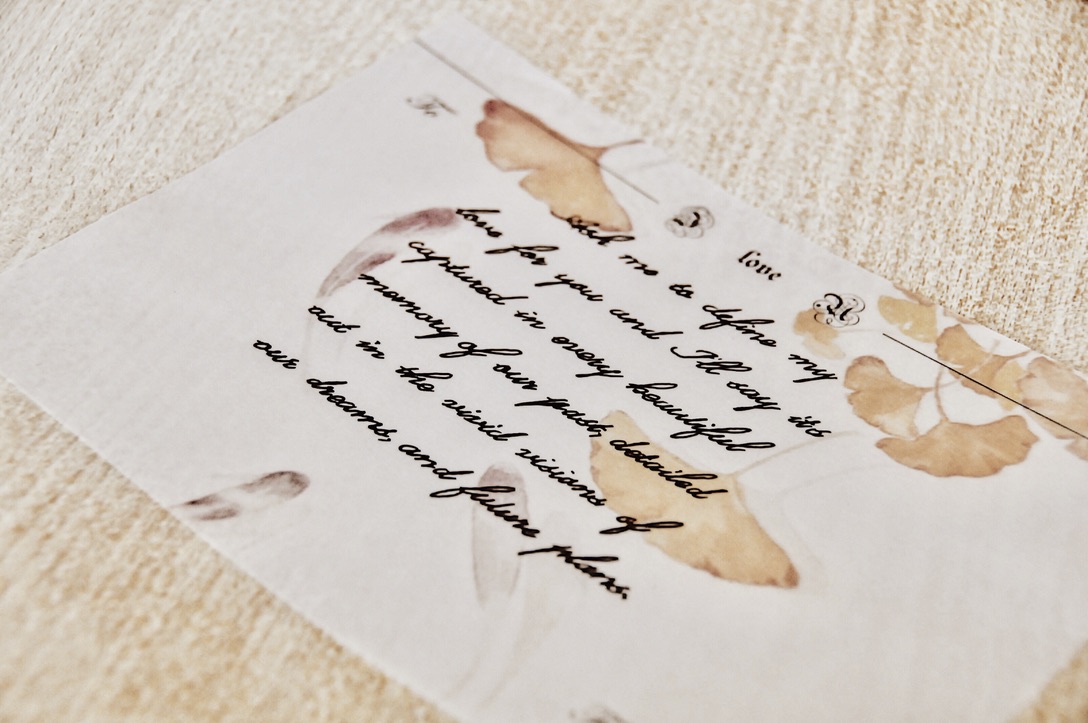 To
I love U
Ask me to define my
love for you and I'll say it's
captured in every beautiful
memory of our past, detailed
out in the vivid visions of
our dreams, and future plans.